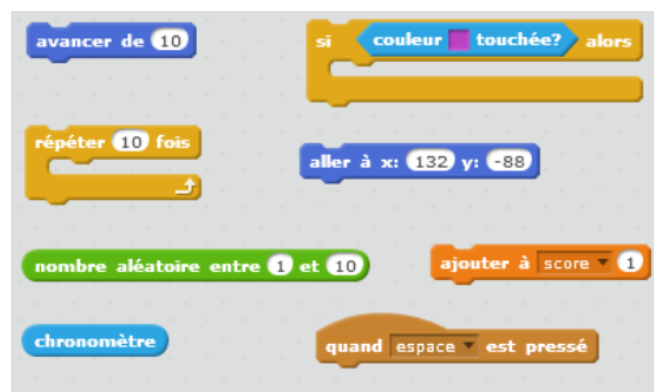 avancer de 10
si couleur touchée? alors
répéter 10 fois
aller à x: 132 y: -88
nombre aléatoire entre 1 et 10
ajouter à score 1
chronomètre
quand espace est pressé